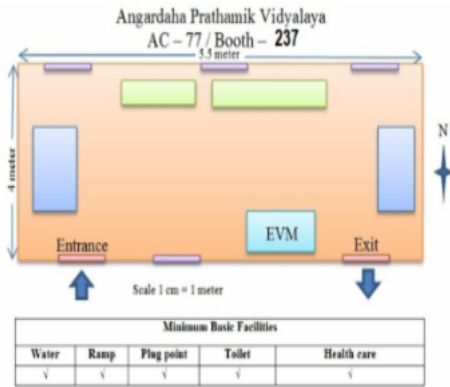 Angardaha Prathamik Vidyalaya
AC – 77 / Booth – 237
5.5 meter
4 meter
N
EVM
Entrance
Exit
Scale 1 cm = 1 meter
Minimum Basic Facilities
Water Ramp Plug point Toilet Health care
√ √ √ √ √